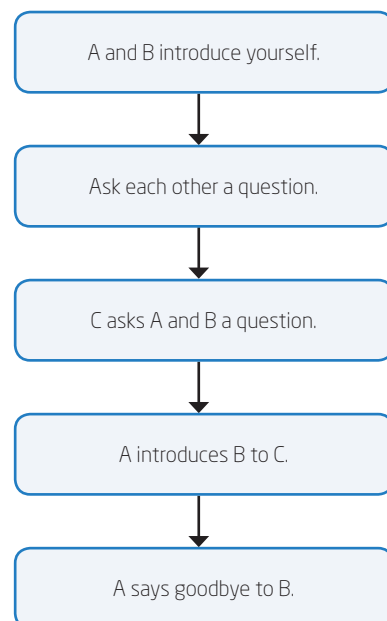 A and B introduce yourself.
Ask each other a question.
C asks A and B a question.
A introduces B to C.
A says goodbye to B.